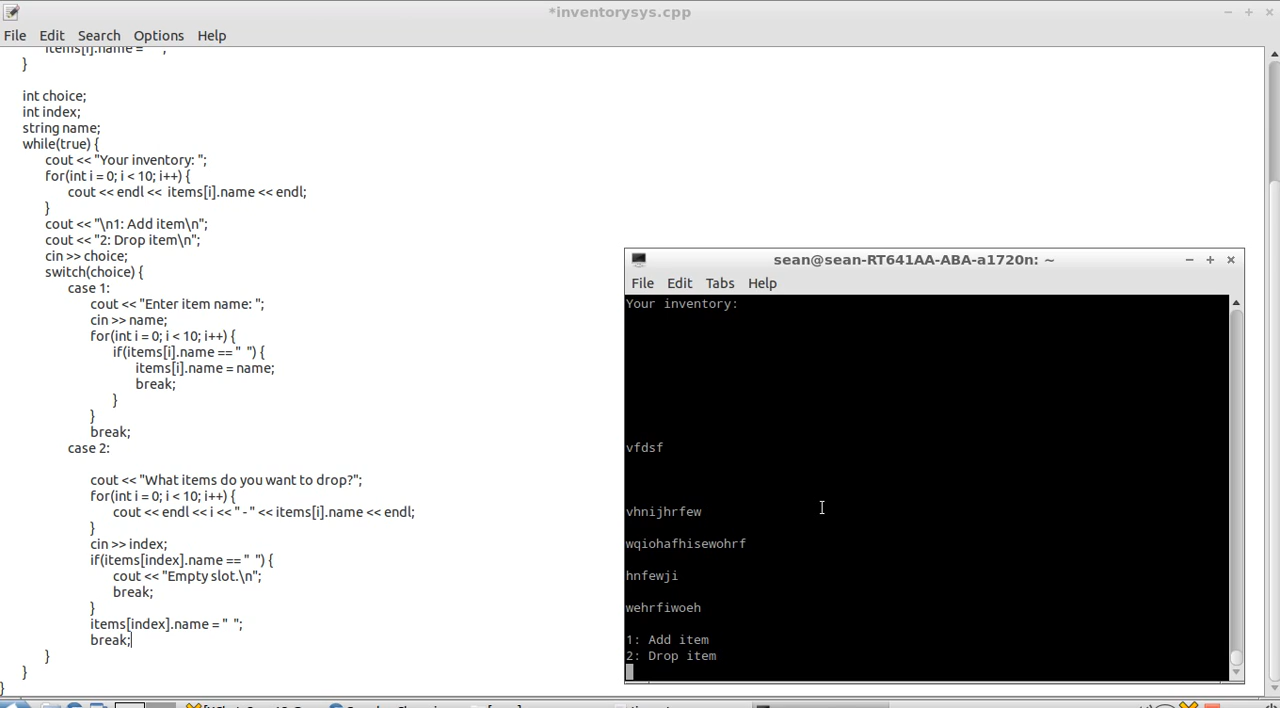 *inventorysys.cpp
File Edit Search Options Help
items[i].name = " ";
}
int choice;
int index;
string name;
while(true) {
cout << "Your inventory: ";
for(int i = 0; i < 10; i++) {
cout << endl << items[i].name << endl;
}
cout << "\n1: Add item\n";
cout << "2: Drop item\n";
cin >> choice;
switch(choice) {
case 1:
cout << "Enter item name: ";
cin >> name;
for(int i = 0; i < 10; i++) {
if(items[i].name == " ") {
items[i].name = name;
break;
}
}
break;
case 2:
cout << "What items do you want to drop?";
for(int i = 0; i < 10; i++) {
cout << endl << i << " - " << items[i].name << endl;
}
cin >> index;
if(items[index].name == " ") {
cout << "Empty slot.\n";
break;
}
items[index].name = " ";
break;
}
}
}
sean@sean-RT641AA-ABA-a1720n: ~
File Edit Tabs Help
Your inventory:
vfdsf
vhnijhrfew
wqiohafhisewohrf
hnfewji
wehrfiwoeh
1: Add item
2: Drop item